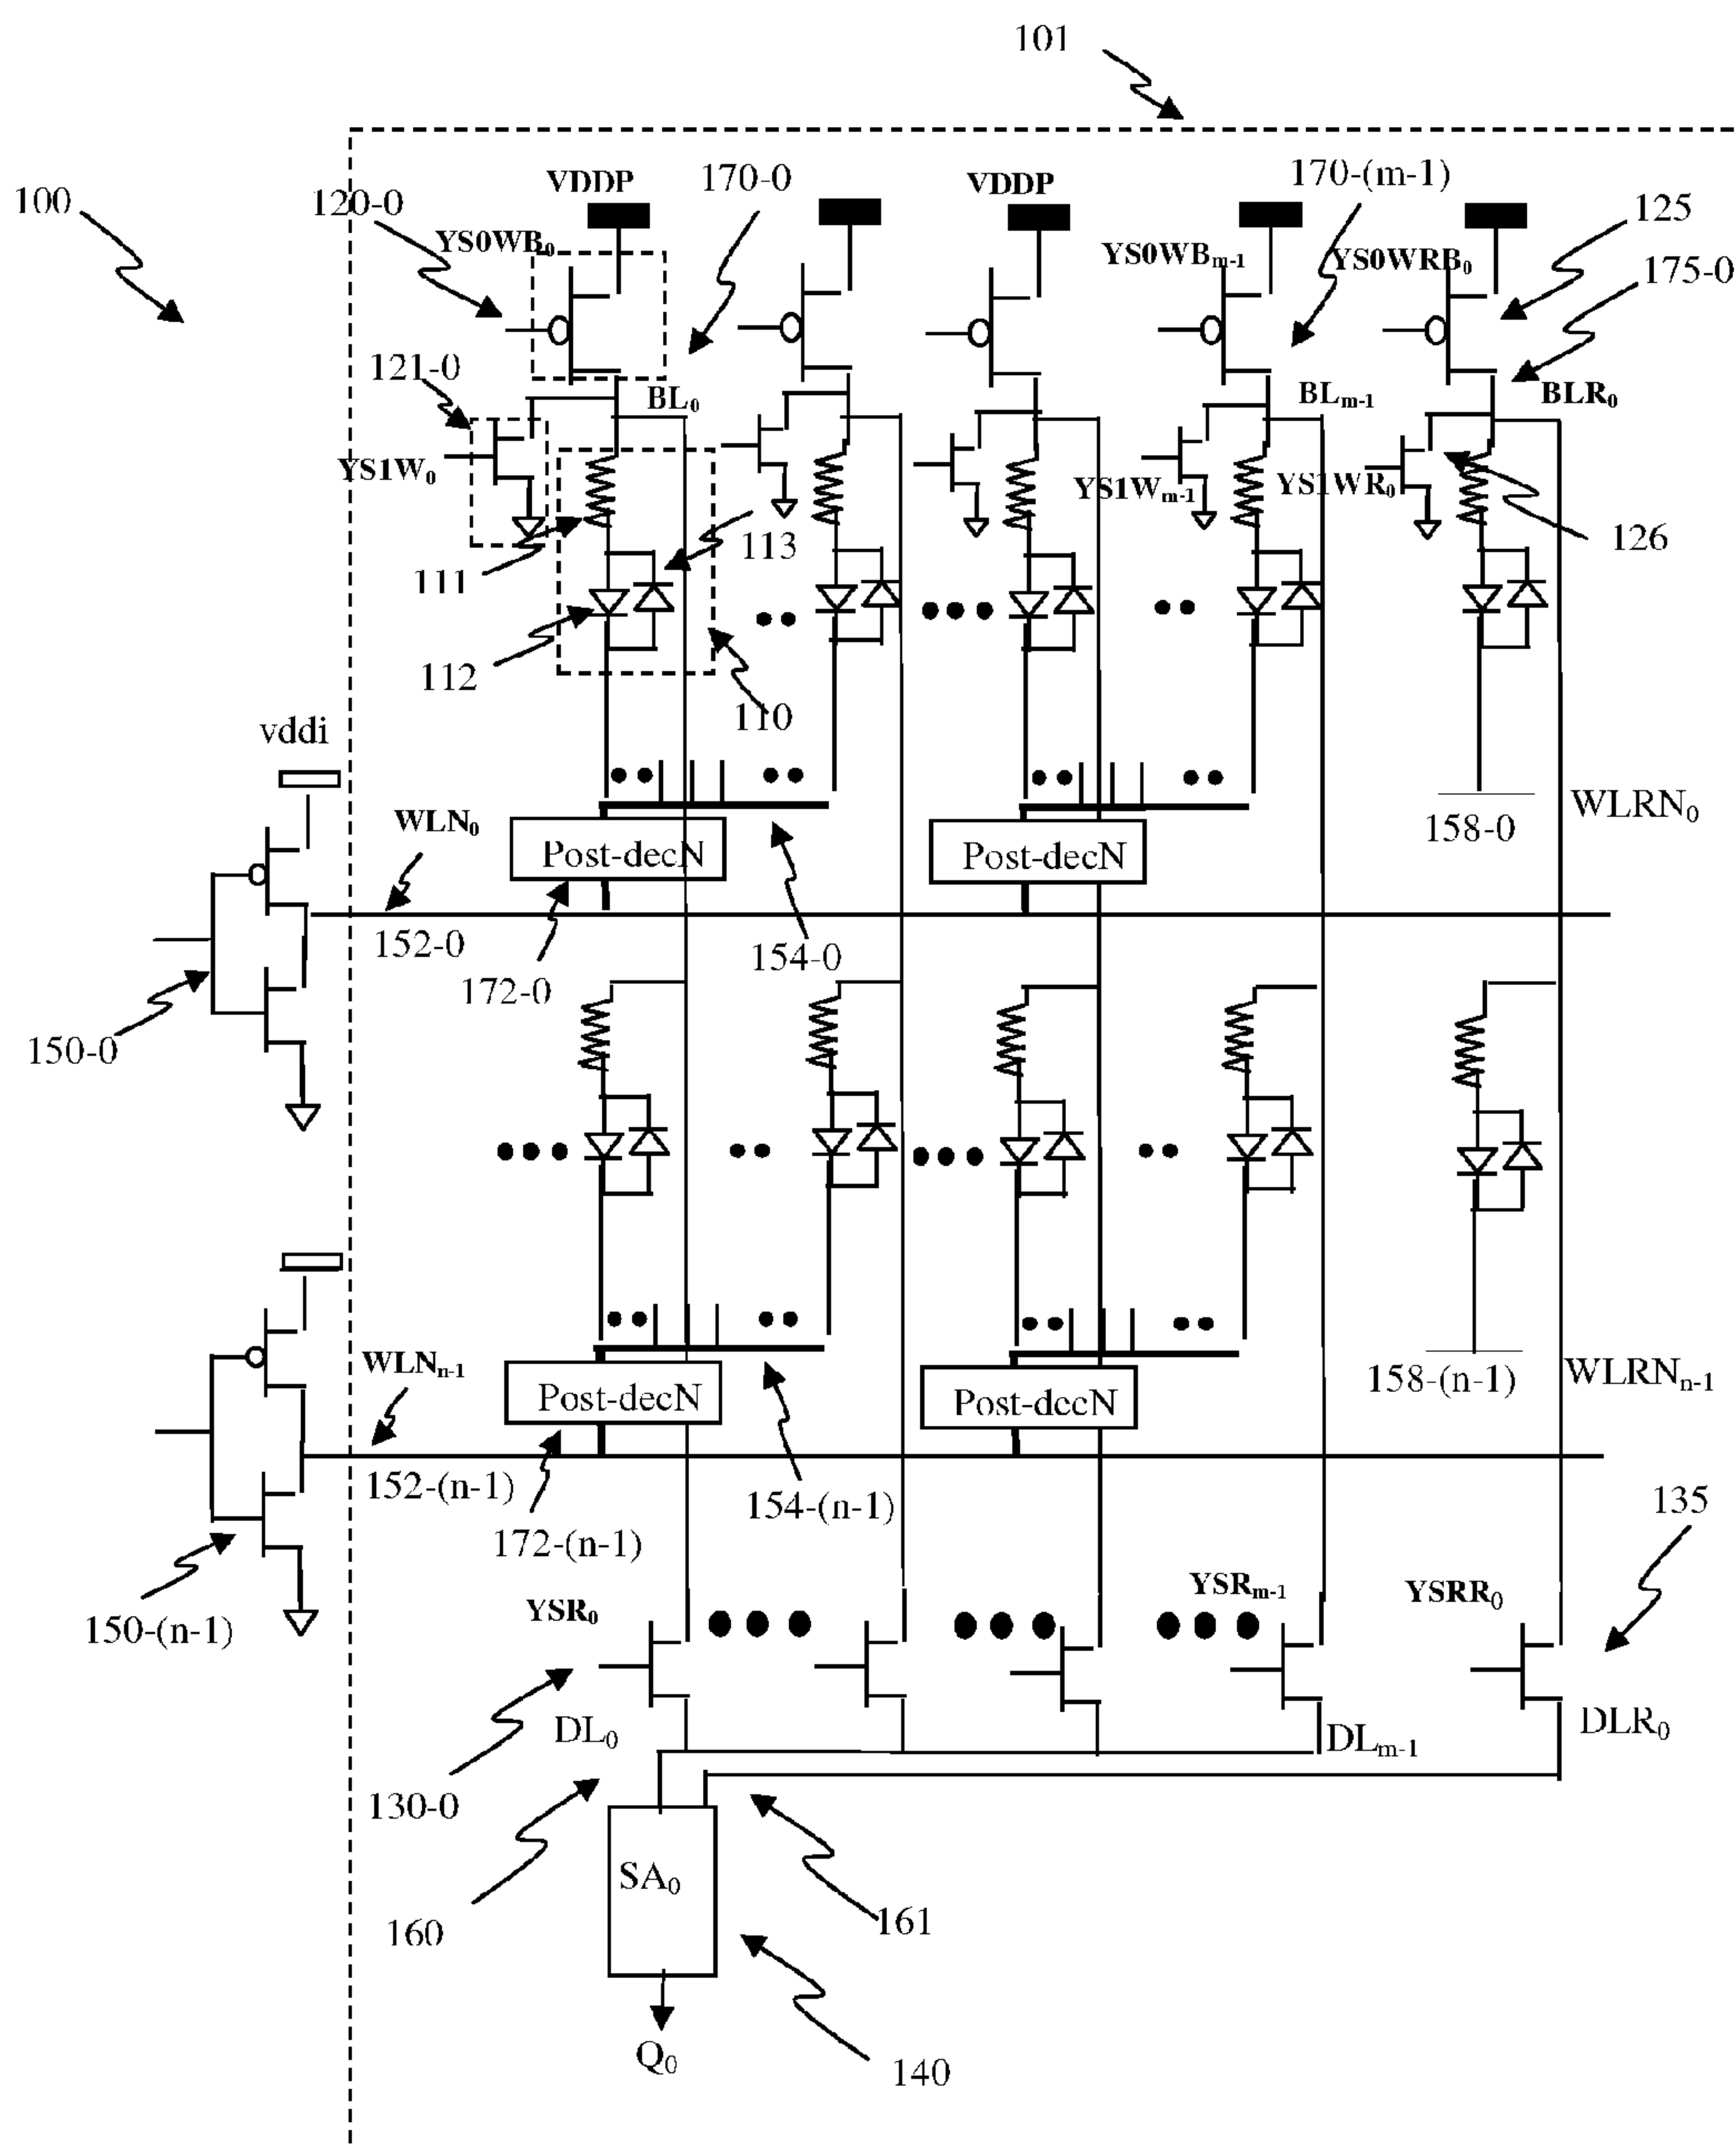 101
100
120-0
VDDP
170-0
VDDP
170-(m-1)
125
YS0WB0
YS0WBm-1
YS0WRB0
175-0
121-0
BL0
BLm-1
BLR0
YS1W0
YS1Wm-1
YS1WR0
111
113
126
112
110
vddi
WLN0
158-0
WLRN0
Post-decN
Post-decN
152-0
154-0
172-0
150-0
WLNn-1
158-(n-1)
WLRNn-1
Post-decN
Post-decN
152-(n-1)
154-(n-1)
172-(n-1)
135
150-(n-1)
YSR0
YSRm-1
YSRR0
DL0
DLm-1
DLR0
130-0
SA0
160
161
Q0
140